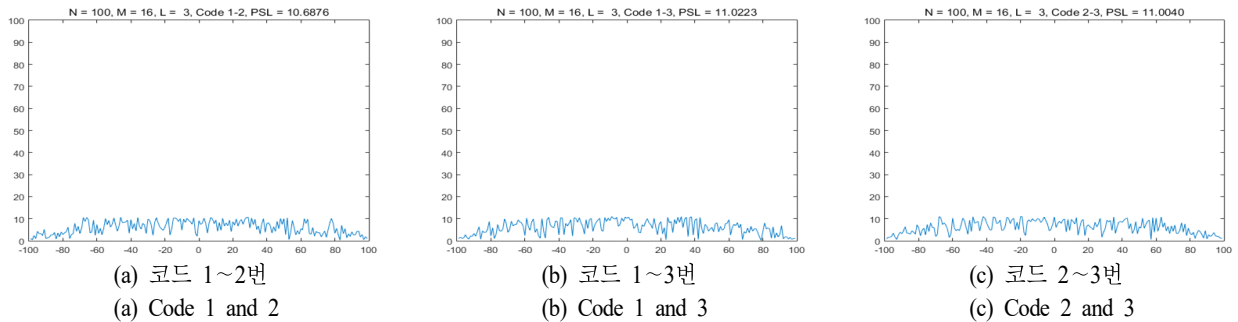 N = 100, M = 16, L =  3, Code 1-2, PSL = 10.6876
100
90
80
70
60
50
40
30
20
10
0
-100 -80 -60 -40 -20 0 20 40 60 80 100
(a) 코드 1∼2번
(a) Code 1 and 2
N = 100, M = 16, L =  3, Code 1-3, PSL = 11.0223
100
90
80
70
60
50
40
30
20
10
0
-100 -80 -60 -40 -20 0 20 40 60 80 100
(b) 코드 1∼3번
(b) Code 1 and 3
N = 100, M = 16, L =  3, Code 2-3, PSL = 11.0040
100
90
80
70
60
50
40
30
20
10
0
-100 -80 -60 -40 -20 0 20 40 60 80 100
(c) 코드 2∼3번
(c) Code 2 and 3